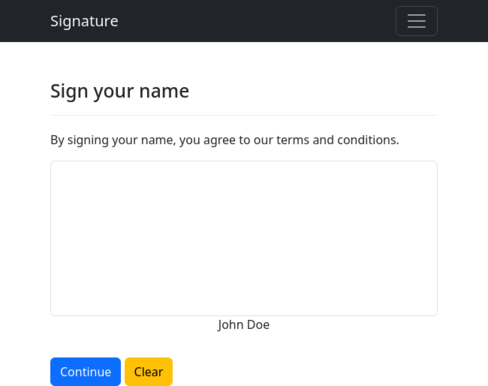 Signature
Sign your name
By signing your name, you agree to our terms and conditions.
John Doe
Continue Clear